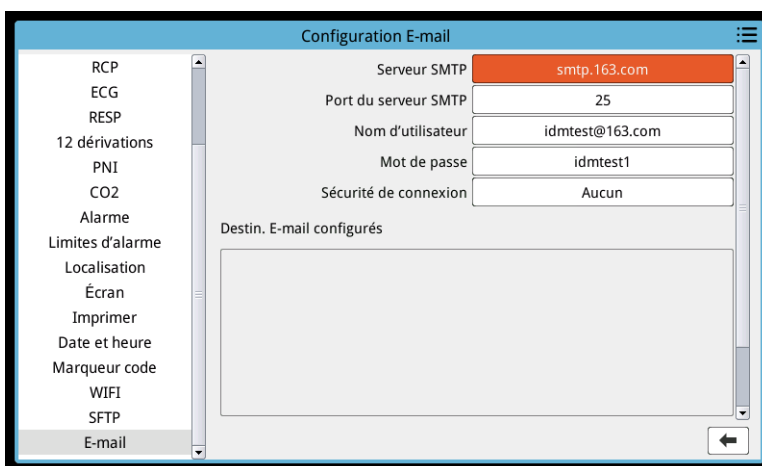 Configuration E-mail
RCP
ECG
RESP
12 dérivations
PNI
CO2
Alarme
Limites d'alarme
Localisation
Écran
Imprimer
Date et heure
Marqueur code
WIFI
SFTP
E-mail
Serveur SMTP smtp.163.com
Port du serveur SMTP 25
Nom d'utilisateur idmtest@163.com
Mot de passe idmtest1
Sécurité de connexion Aucun
Destin. E-mail configurés